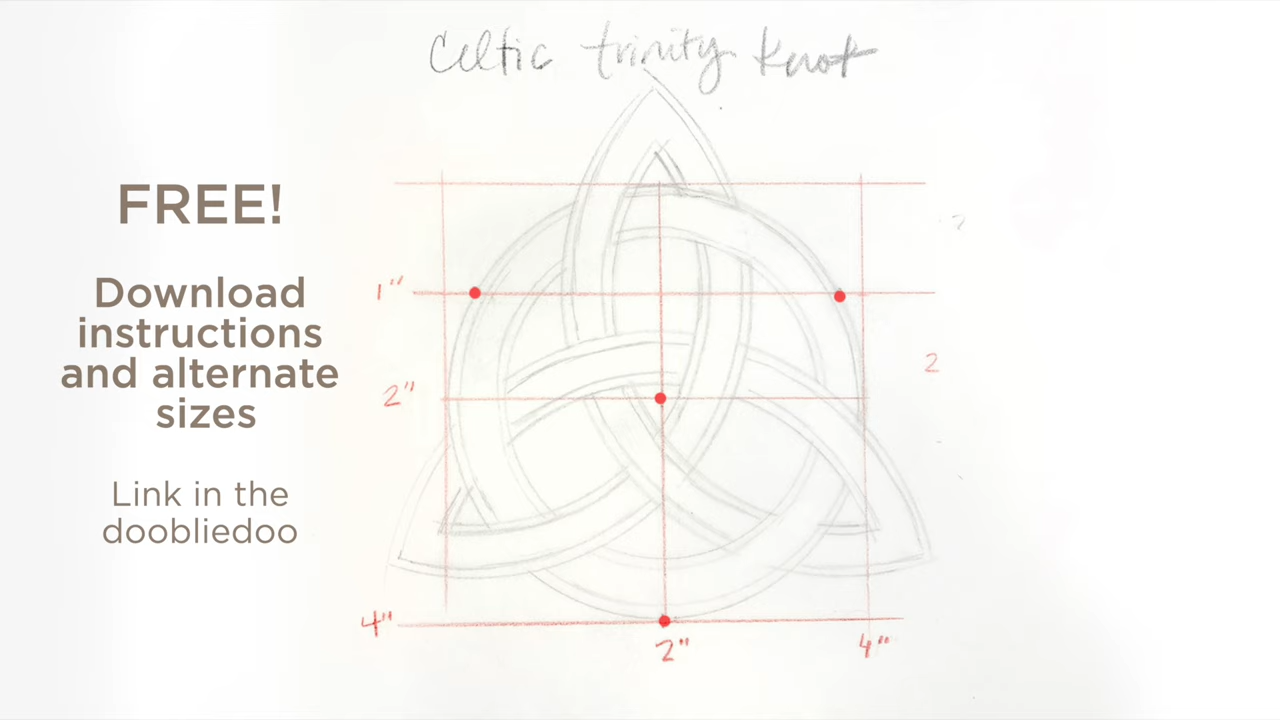 Celtic trinity Knot
FREE!
Download
instructions
and alternate
sizes
Link in the
doobliedoo
1"
2"
2
4"
2"
4"